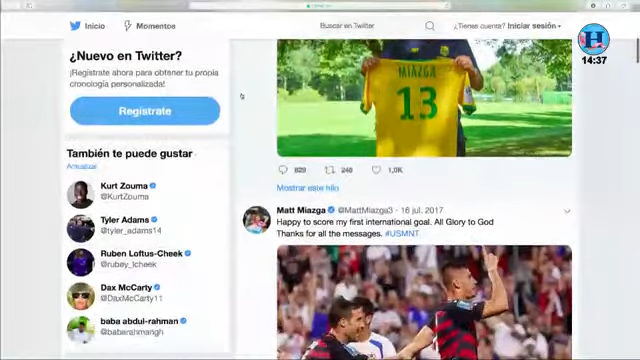 Inicio
Momentos
Buscar en Twitter
¿Tienes cuenta? Iniciar sesión
H
14:37
¿Nuevo en Twitter?
¡Regístrate ahora para obtener tu propia
cronología personalizada!
Regístrate
También te puede gustar
Actualizar
Kurt Zouma
@KurtZouma
Tyler Adams
@tyler_adams14
Ruben Loftus-Cheek
@rubey_lcheek
Dax McCarty
@DaxMcCarty11
baba abdul-rahman
@babarahmangh
MIAZGA
13
829
248
1,0K
Mostrar este hilo
Matt Miazga @MattMiazga3 - 16 jul. 2017
Happy to score my first international goal. All Glory to God
Thanks for all the messages. #USMNT